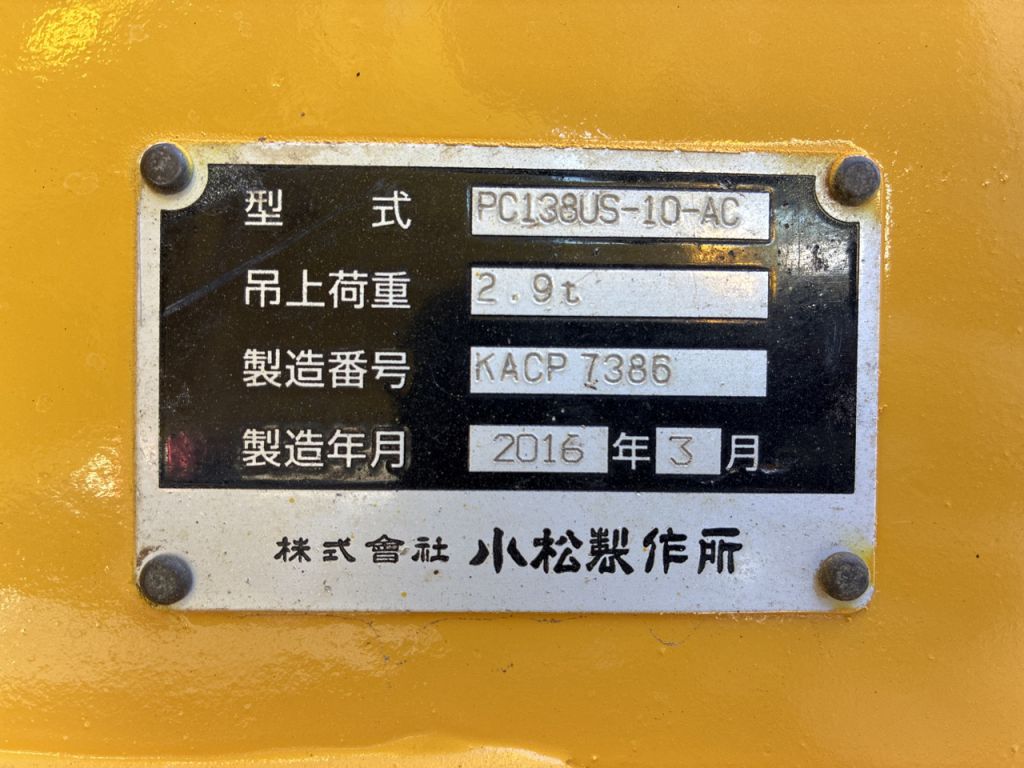 型 式 PC138US-10-AC
吊上荷重 2.9t
製造番号 KACP 7386
製造年月 2016 年 3 月
株式會社 小松製作所